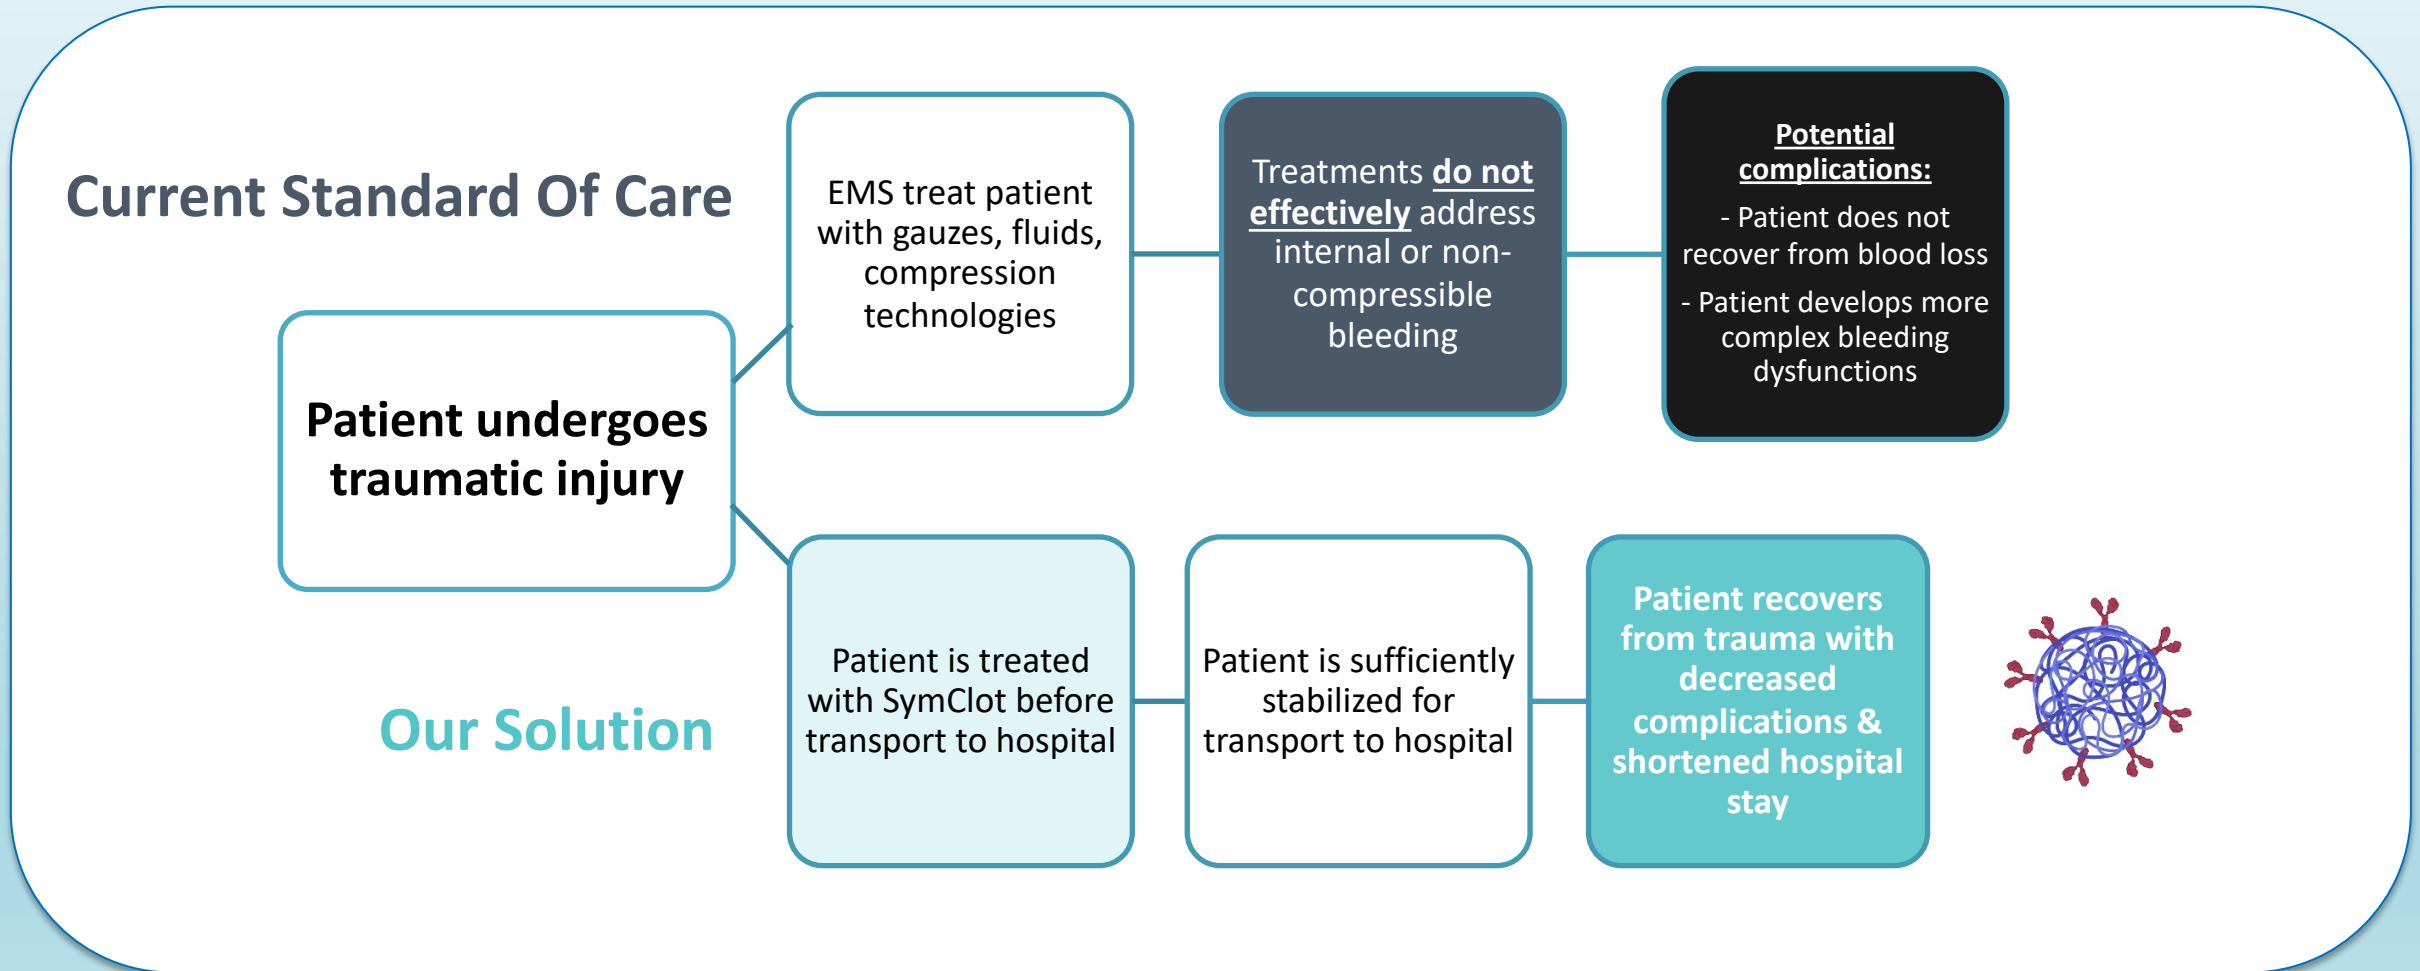 Current Standard Of Care
EMS treat patient
with gauzes, fluids,
compression
technologies
Treatments do not
effectively address
internal or non-
compressible
bleeding
Potential
complications:
- Patient does not
recover from blood loss
- Patient develops more
complex bleeding
dysfunctions
Patient undergoes
traumatic injury
Our Solution
Patient is treated
with SymClot before
transport to hospital
Patient is sufficiently
stabilized for
transport to hospital
Patient recovers
from trauma with
decreased
complications &
shortened hospital
stay